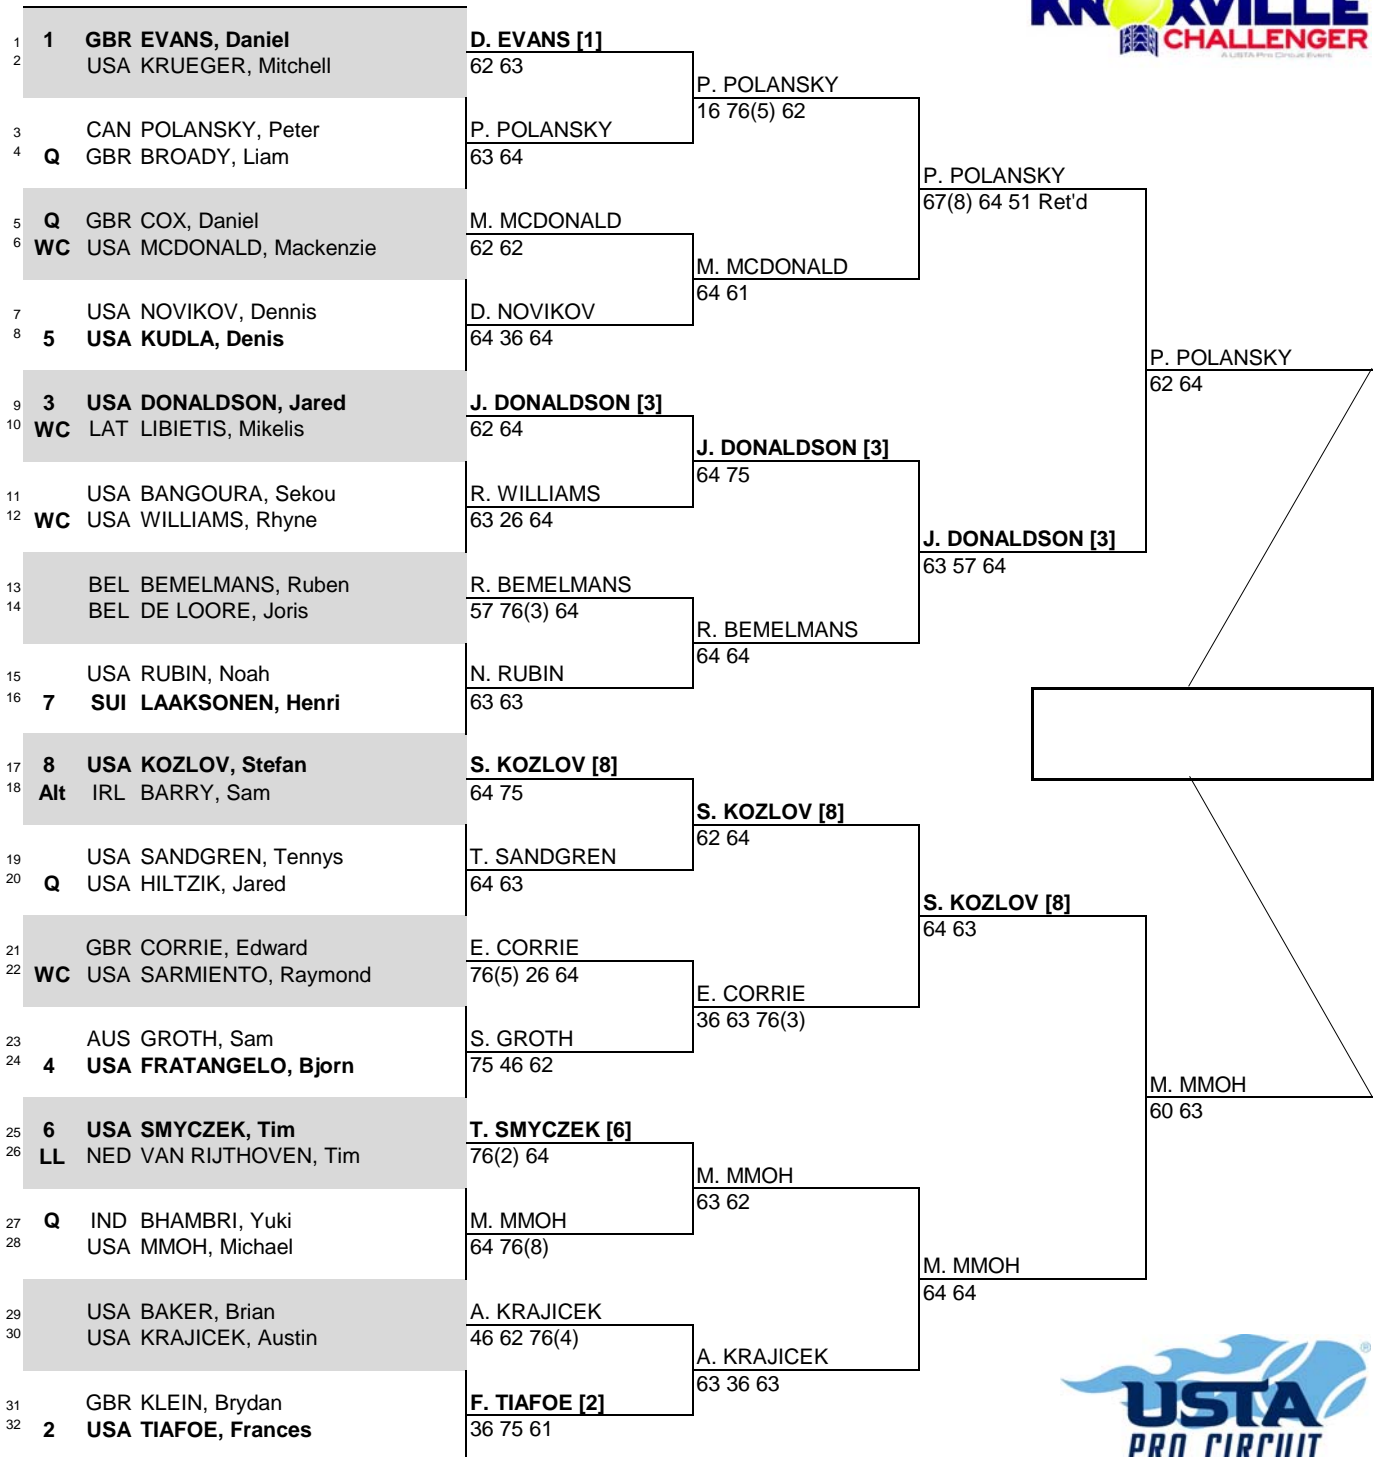 KNOXVILLE
CHALLENGER
A USTA Pro Circuit Event
1 1 GBR EVANS, Daniel
2 USA KRUEGER, Mitchell
3 CAN POLANSKY, Peter
4 Q GBR BROADY, Liam
5 Q GBR COX, Daniel
6 WC USA MCDONALD, Mackenzie
7 USA NOVIKOV, Dennis
8 5 USA KUDLA, Denis
9 3 USA DONALDSON, Jared
10 WC LAT LIBIETIS, Mikelis
11 USA BANGOURA, Sekou
12 WC USA WILLIAMS, Rhyne
13 BEL BEMELMANS, Ruben
14 BEL DE LOORE, Joris
15 USA RUBIN, Noah
16 7 SUI LAAKSONEN, Henri
17 8 USA KOZLOV, Stefan
18 Alt IRL BARRY, Sam
19 USA SANDGREN, Tennys
20 Q USA HILTZIK, Jared
21 GBR CORRIE, Edward
22 WC USA SARMIENTO, Raymond
23 AUS GROTH, Sam
24 4 USA FRATANGELO, Bjorn
25 6 USA SMYCZEK, Tim
26 LL NED VAN RIJTHOVEN, Tim
27 Q IND BHAMBRI, Yuki
28 USA MMOH, Michael
29 USA BAKER, Brian
30 USA KRAJICEK, Austin
31 GBR KLEIN, Brydan
32 2 USA TIAFOE, Frances
D. EVANS [1]
62 63
P. POLANSKY
63 64
M. MCDONALD
62 62
D. NOVIKOV
64 36 64
J. DONALDSON [3]
62 64
R. WILLIAMS
63 26 64
R. BEMELMANS
57 76(3) 64
N. RUBIN
63 63
S. KOZLOV [8]
64 75
T. SANDGREN
64 63
E. CORRIE
76(5) 26 64
S. GROTH
75 46 62
T. SMYCZEK [6]
76(2) 64
M. MMOH
64 76(8)
A. KRAJICEK
46 62 76(4)
F. TIAFOE [2]
36 75 61
P. POLANSKY
16 76(5) 62
M. MCDONALD
64 61
J. DONALDSON [3]
64 75
R. BEMELMANS
64 64
S. KOZLOV [8]
62 64
E. CORRIE
36 63 76(3)
M. MMOH
63 62
A. KRAJICEK
63 36 63
P. POLANSKY
67(8) 64 51 Ret'd
J. DONALDSON [3]
63 57 64
S. KOZLOV [8]
64 63
M. MMOH
64 64
P. POLANSKY
62 64
M. MMOH
60 63
USTA
PRO CIRCUIT